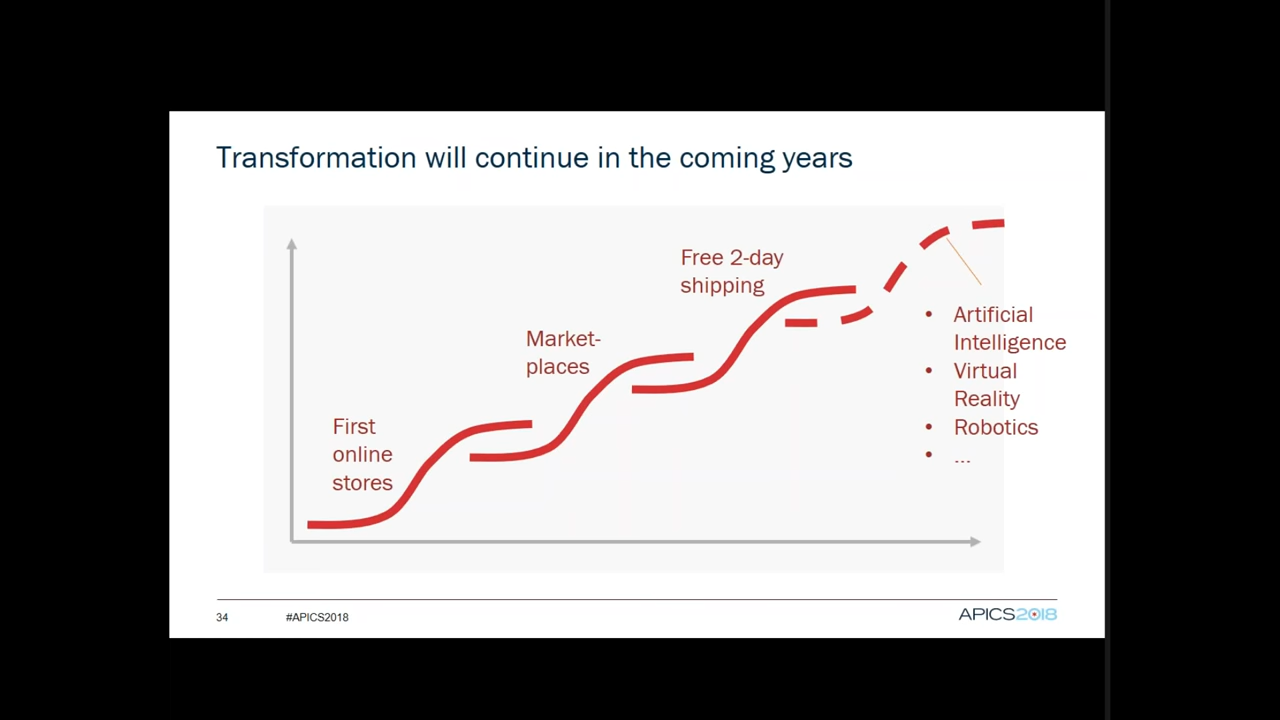 Transformation will continue in the coming years
Free 2-day
shipping
Market-
places
First
online
stores
• Artificial
Intelligence
• Virtual
Reality
• Robotics
• ...
34
#APICS2018
APICS2018